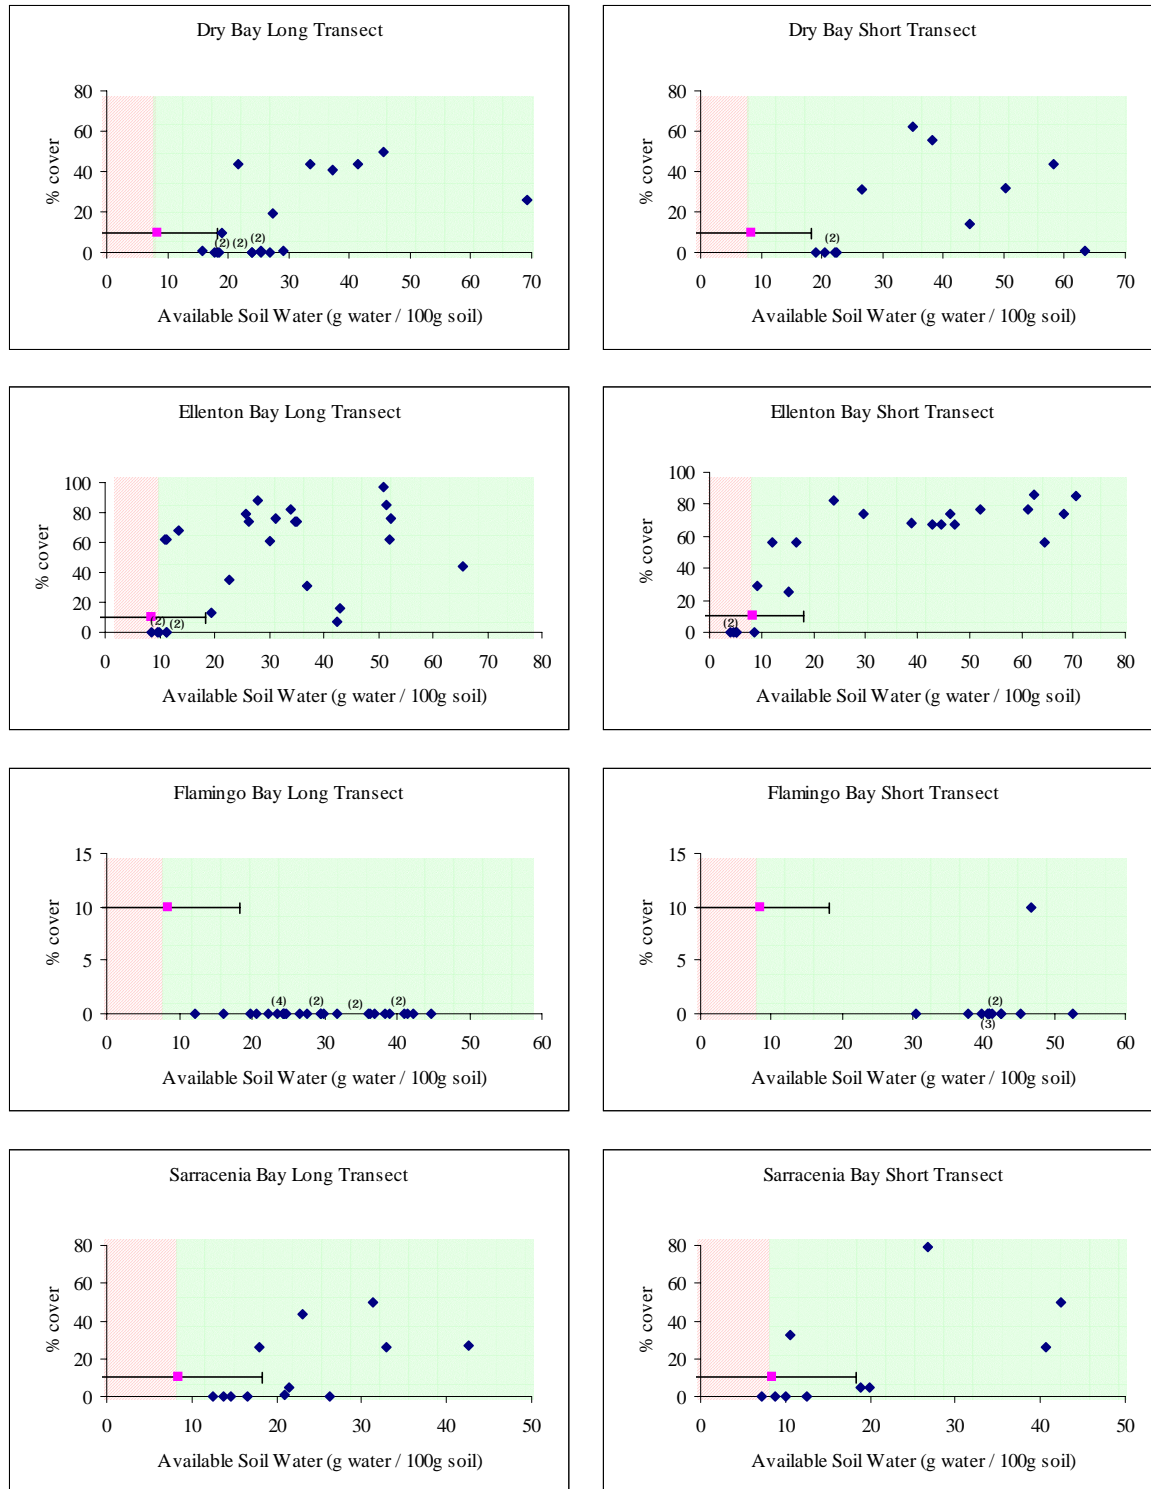 Dry Bay Long Transect
80
60
40
20
0
% cover
(2)
(2)
(2)
0 10 20 30 40 50 60 70
Available Soil Water (g water / 100g soil)
Dry Bay Short Transect
80
60
40
20
0
% cover
(2)
0 10 20 30 40 50 60 70
Available Soil Water (g water / 100g soil)
Ellenton Bay Long Transect
100
80
60
40
20
0
% cover
(2)
(2)
0 10 20 30 40 50 60 70 80
Available Soil Water (g water / 100g soil)
Ellenton Bay Short Transect
100
80
60
40
20
0
% cover
(2)
0 10 20 30 40 50 60 70 80
Available Soil Water (g water / 100g soil)
Flamingo Bay Long Transect
15
10
5
0
% cover
(4)
(2)
(2)
(2)
0 10 20 30 40 50 60
Available Soil Water (g water / 100g soil)
Flamingo Bay Short Transect
15
10
5
0
% cover
(2)
(3)
0 10 20 30 40 50 60
Available Soil Water (g water / 100g soil)
Sarracenia Bay Long Transect
80
60
40
20
0
% cover
0 10 20 30 40 50
Available Soil Water (g water / 100g soil)
Sarracenia Bay Short Transect
80
60
40
20
0
% cover
0 10 20 30 40 50
Available Soil Water (g water / 100g soil)